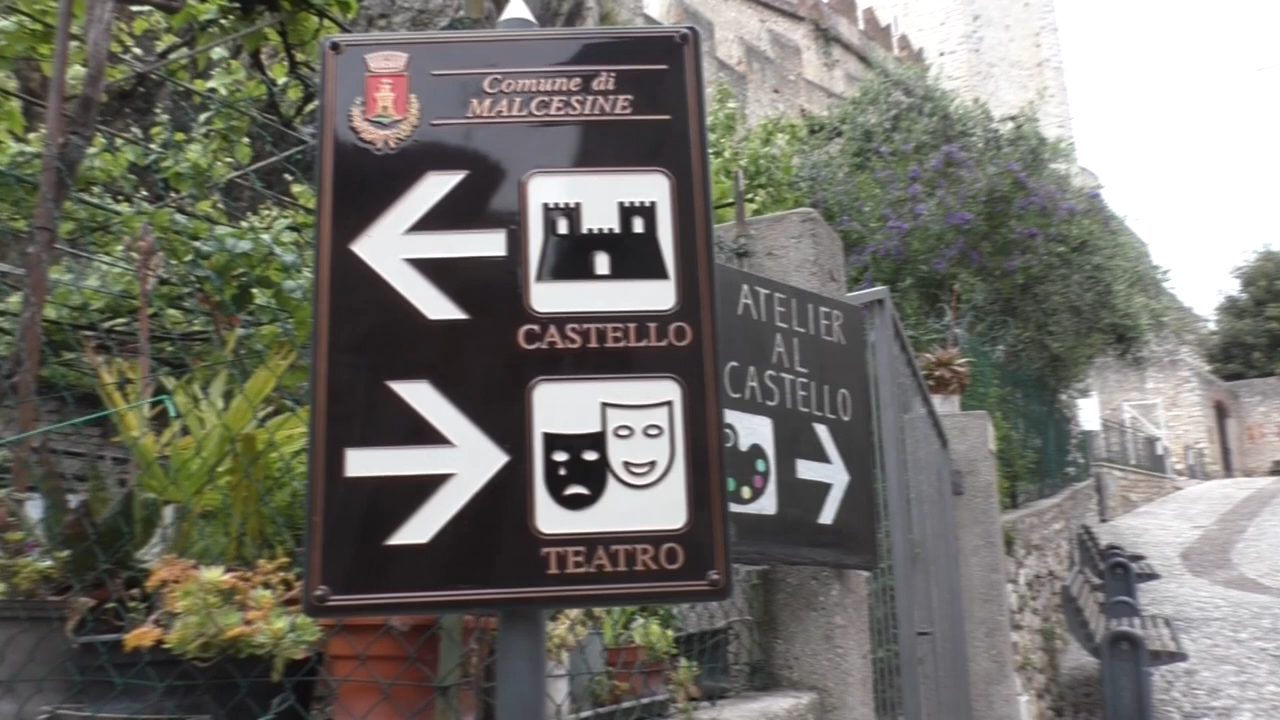 Comune di
MALCESINE
CASTELLO
TEATRO
ATELIER
AL
CASTELLO